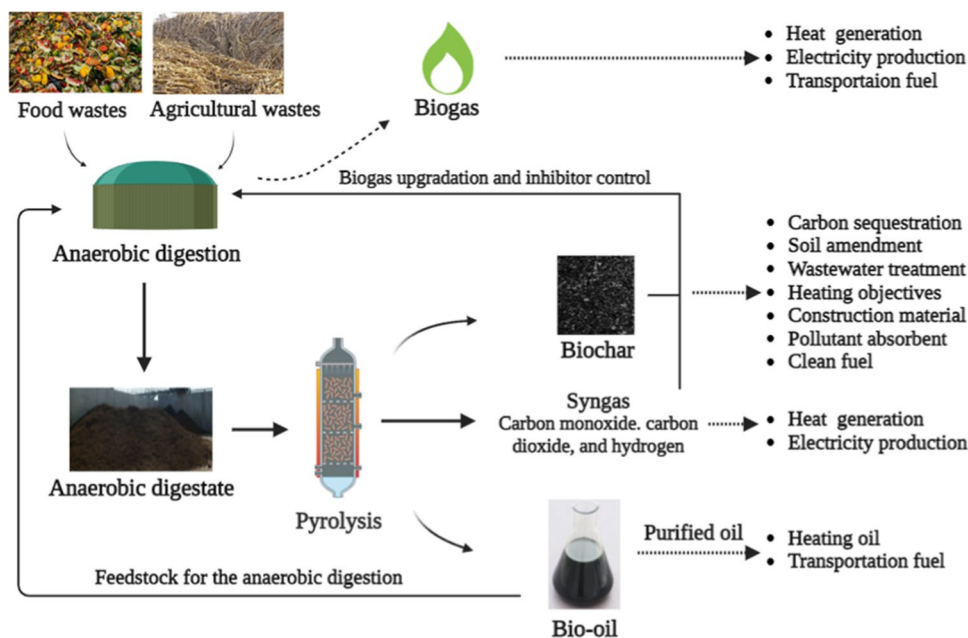 Food wastes
Agricultural wastes
Biogas
• Heat generation
• Electricity production
• Transportaion fuel
Biogas upgradation and inhibitor control
Anaerobic digestion
Biochar
• Carbon sequestration
• Soil amendment
• Wastewater treatment
• Heating objectives
• Construction material
• Pollutant absorbent
• Clean fuel
Anaerobic digestate
Pyrolysis
Syngas
Carbon monoxide. carbon
dioxide, and hydrogen
• Heat generation
• Electricity production
Purified oil
• Heating oil
• Transportation fuel
Feedstock for the anaerobic digestion
Bio-oil